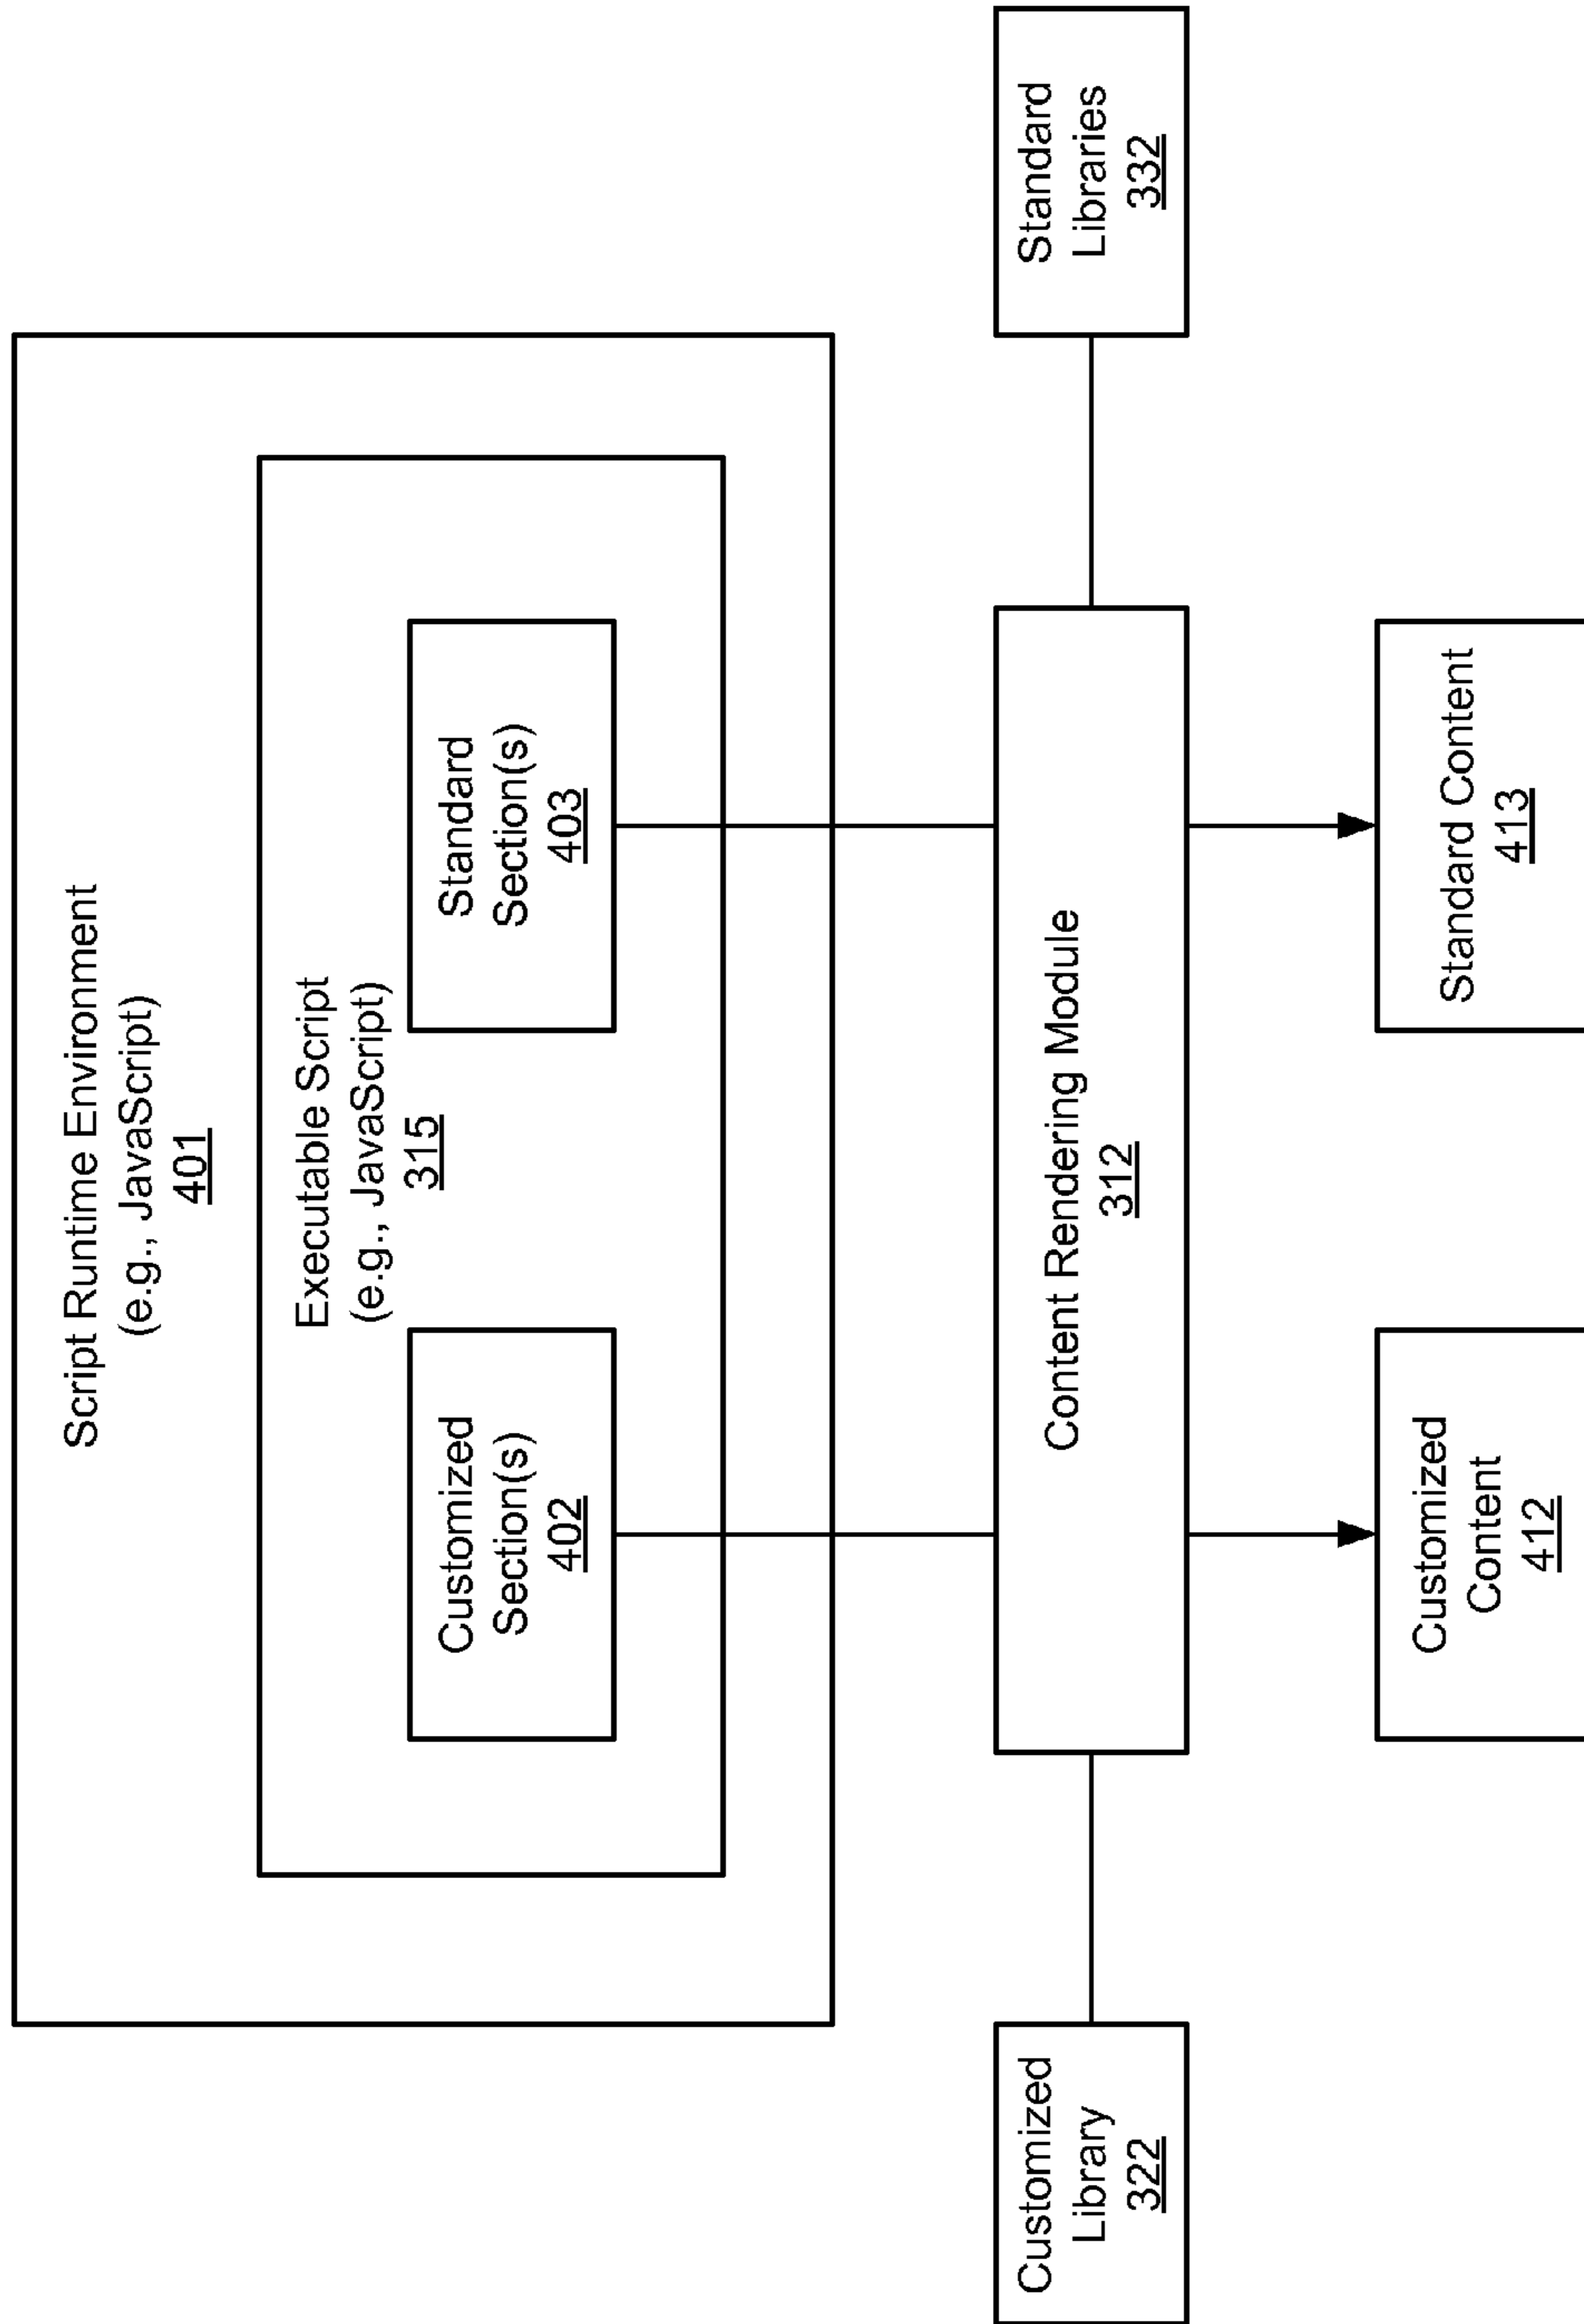 Script Runtime Environment
(e.g., JavaScript)
401
Executable Script
(e.g., JavaScript)
315
Customized
Section(s)
402
Standard
Section(s)
403
Customized
Library
322
Content Rendering Module
312
Standard
Libraries
332
Customized
Content
412
Standard Content
413